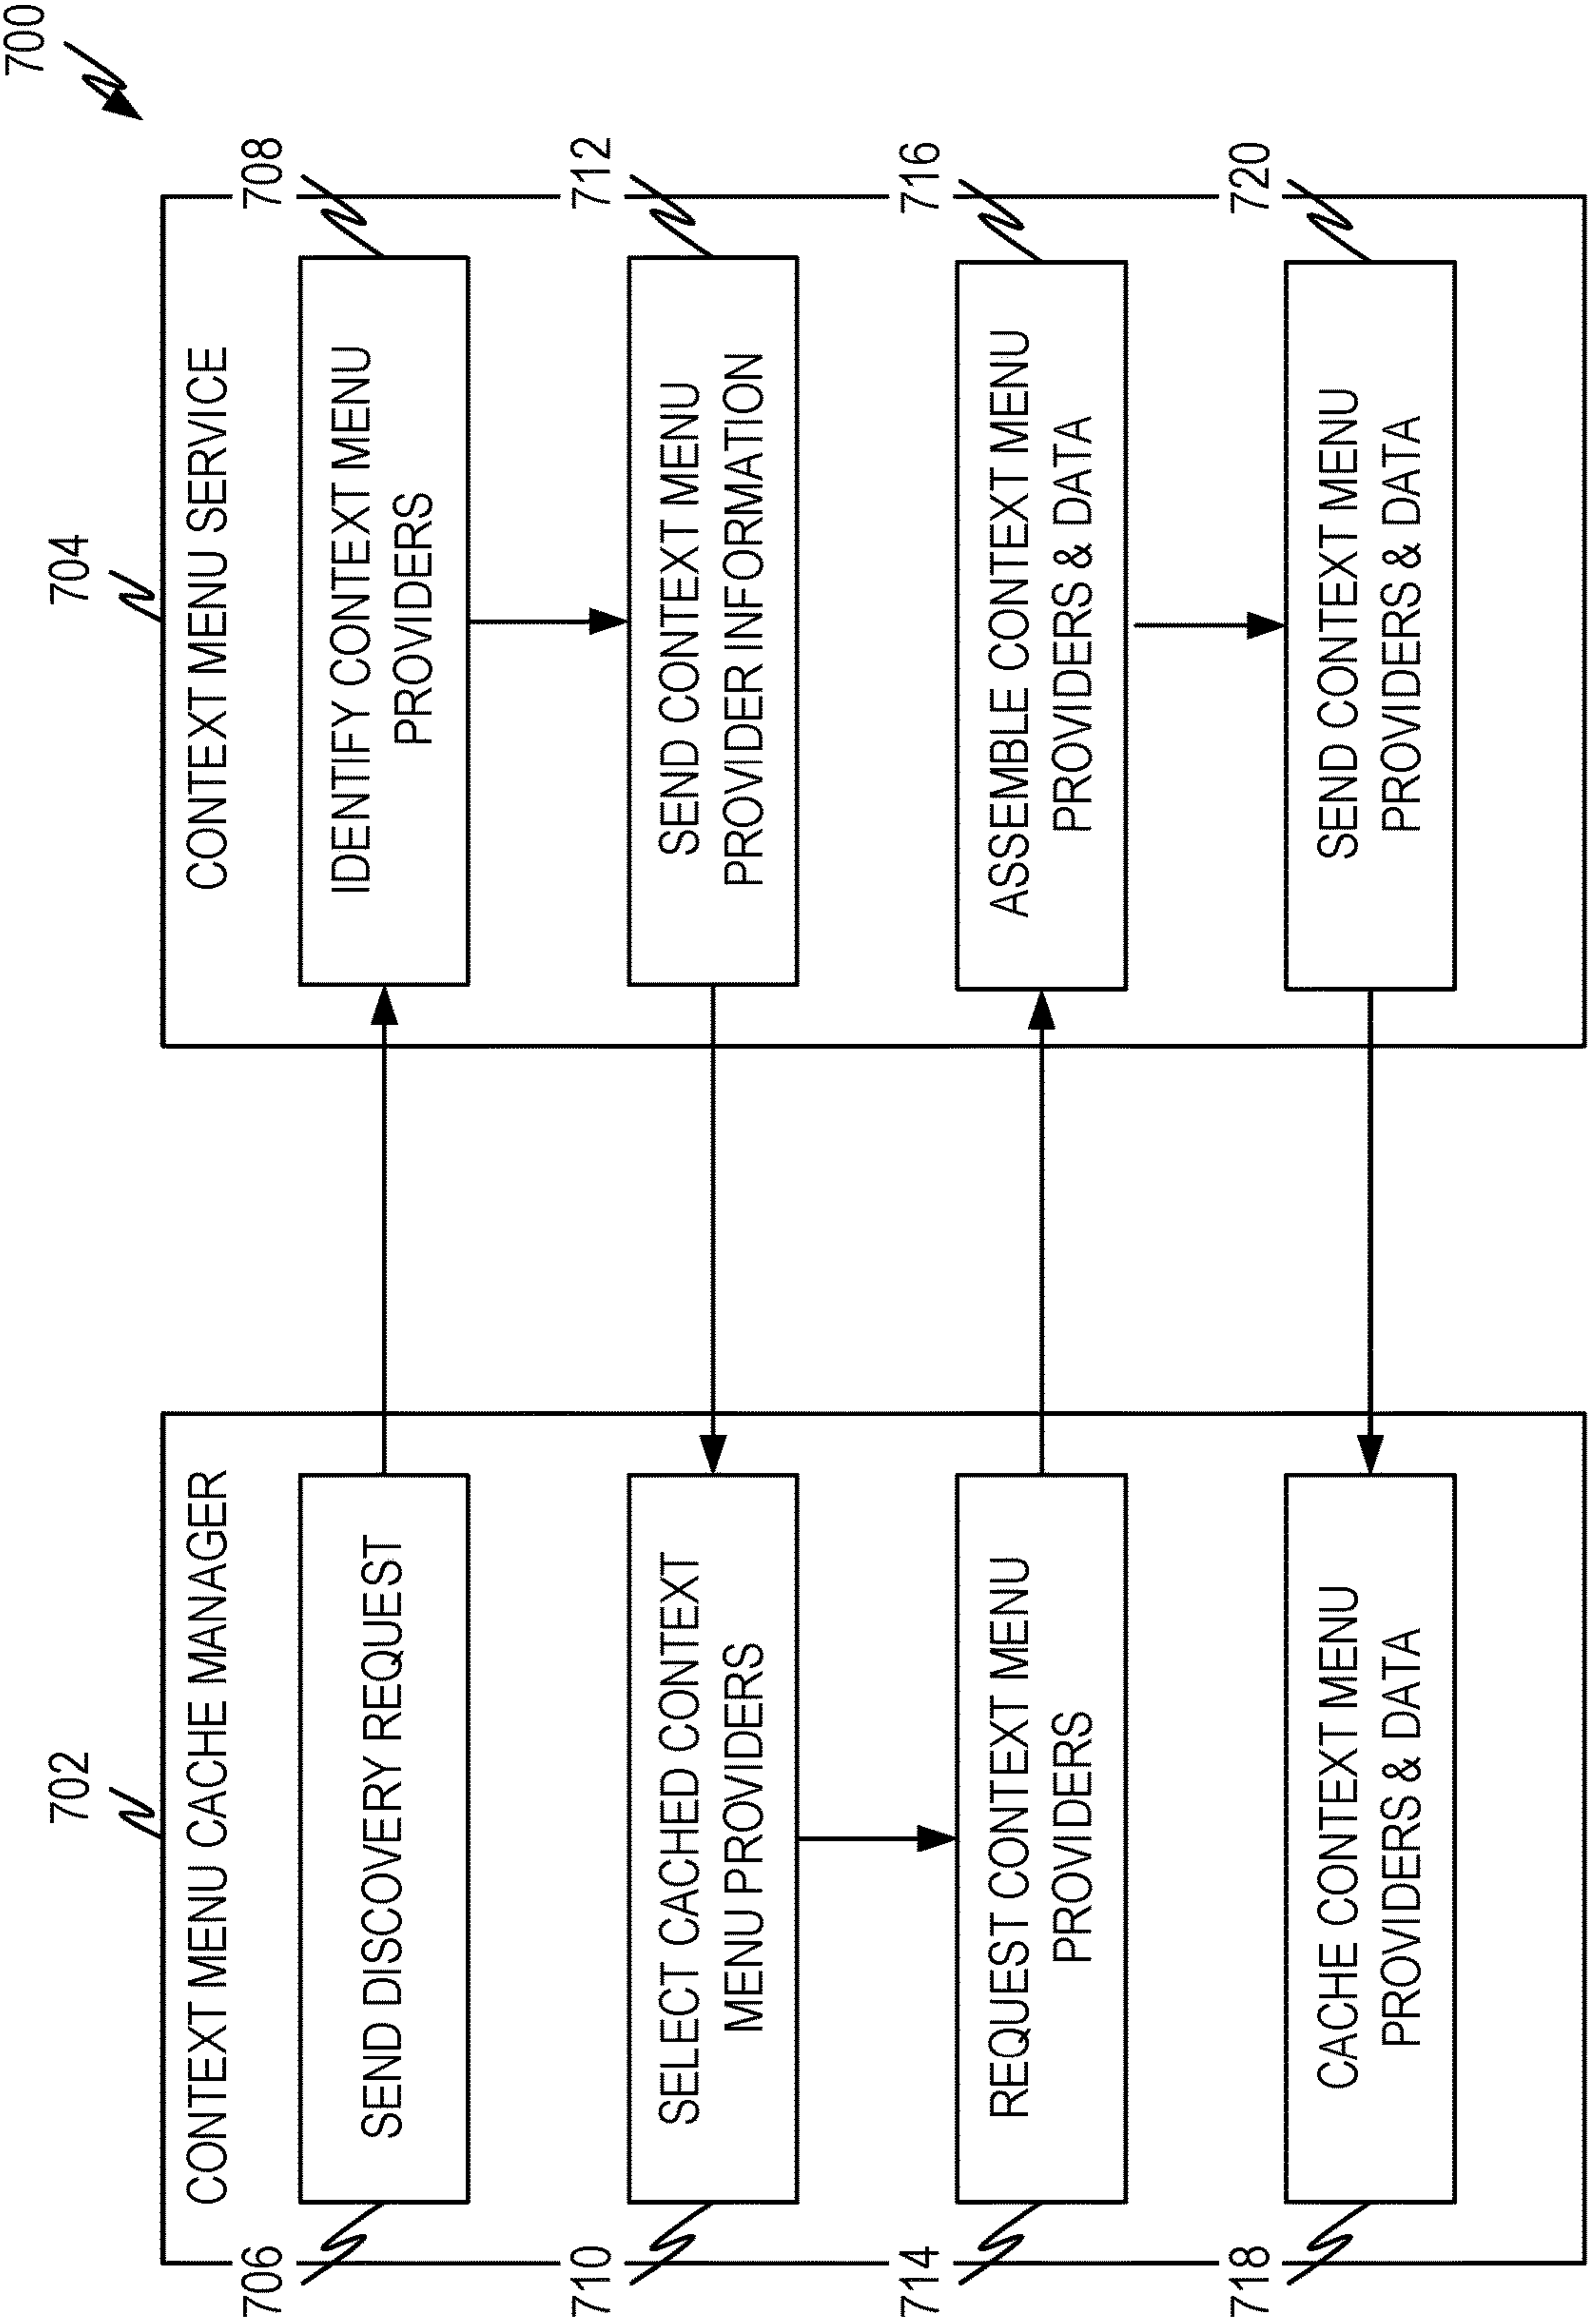 700
702
CONTEXT MENU CACHE MANAGER
706
SEND DISCOVERY REQUEST
710
SELECT CACHED CONTEXT
MENU PROVIDERS
714
REQUEST CONTEXT MENU
PROVIDERS
718
CACHE CONTEXT MENU
PROVIDERS & DATA
704
CONTEXT MENU SERVICE
708
IDENTIFY CONTEXT MENU
PROVIDERS
712
SEND CONTEXT MENU
PROVIDER INFORMATION
716
ASSEMBLE CONTEXT MENU
PROVIDERS & DATA
720
SEND CONTEXT MENU
PROVIDERS & DATA